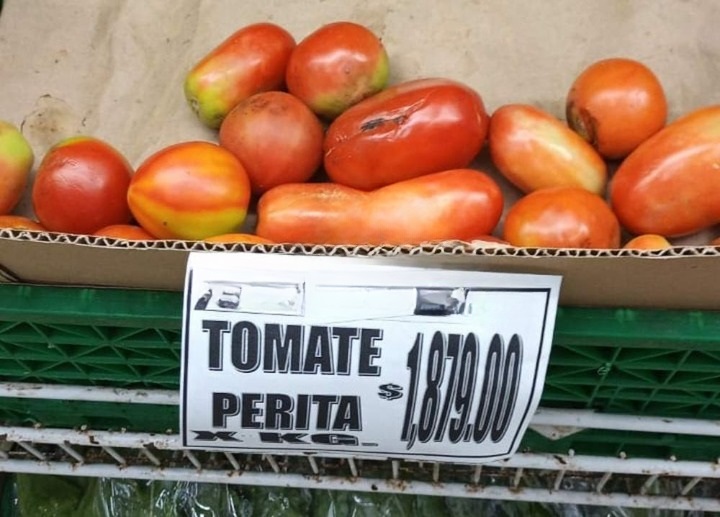 TOMATE
PERITA $ 1,879.00
X KG.